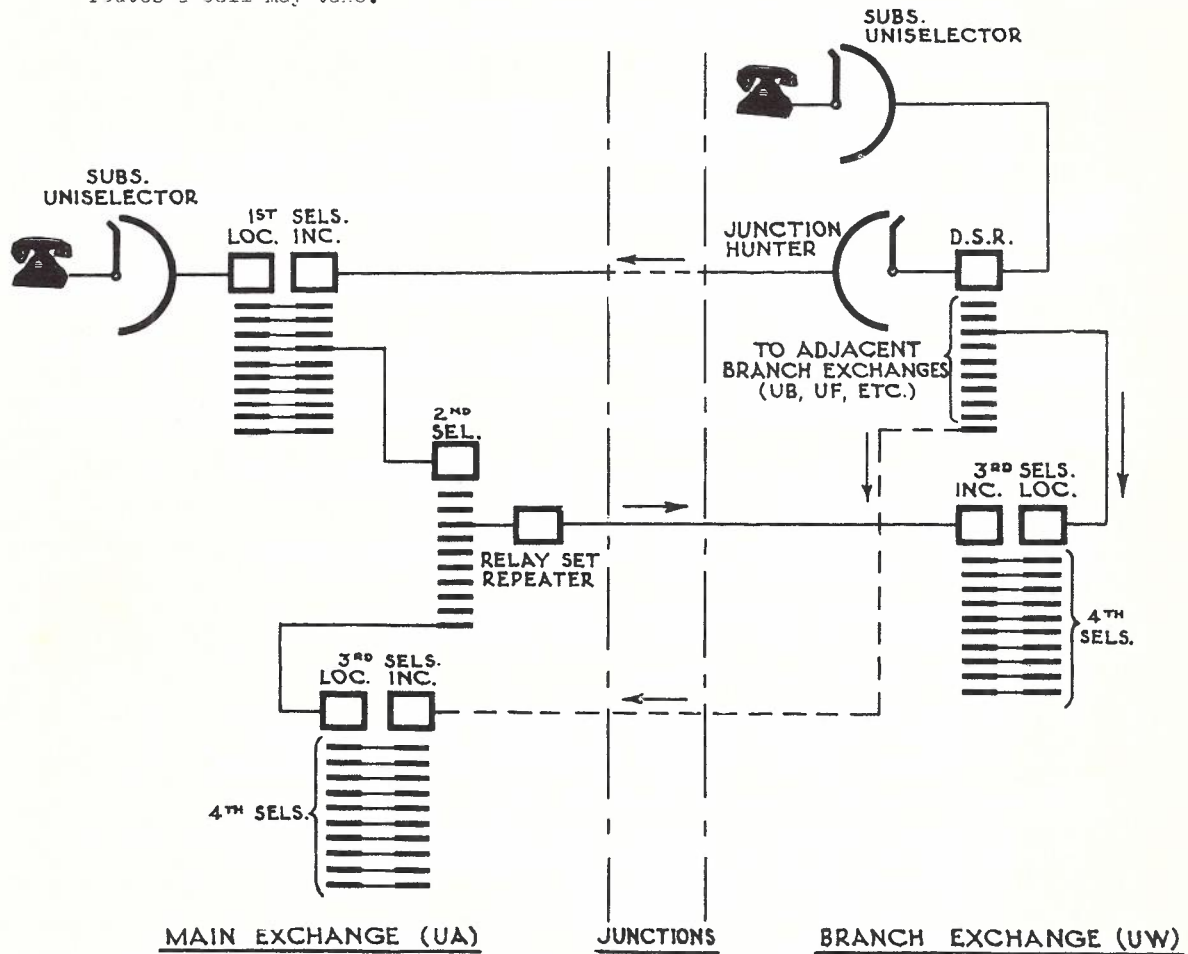 SUBS.
UNISELECTOR
SUBS.
UNISELECTOR
1ST SELS.
LOC. INC.
JUNCTION
HUNTER
D.S.R.
TO ADJACENT
BRANCH EXCHANGES
(UB, UF, ETC.)
2ND
SEL.
RELAY SET
REPEATER
3RD SELS.
INC. LOC.
4TH
SELS.
3RD SELS.
LOC. INC.
4TH SELS.
MAIN EXCHANGE (UA)
JUNCTIONS
BRANCH EXCHANGE (UW)